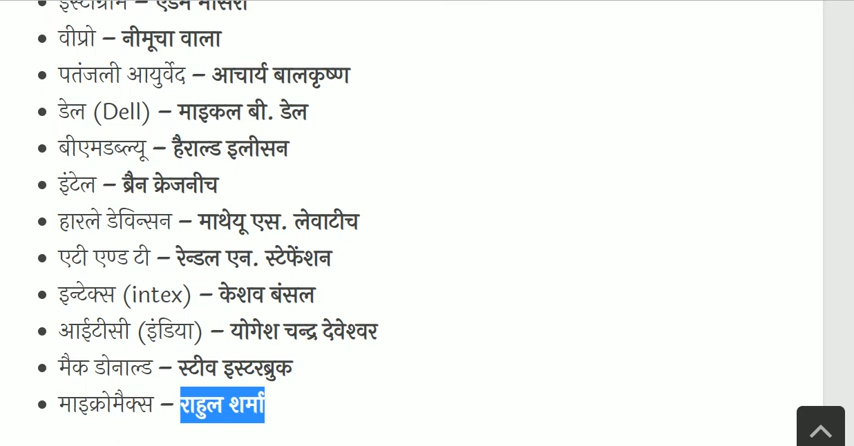 इंस्टाग्राम – एडम मोसेरी
वीप्रो – नीमूचा वाला
पतंजली आयुर्वेद – आचार्य बालकृष्ण
डेल (Dell) – माइकल बी. डेल
बीएमडब्ल्यू – हैराल्ड इलीसन
इंटेल – ब्रैन क्रेजनीच
हारले डेविन्सन – माथेयू एस. लेवाटीच
एटी एण्ड टी – रेन्डल एन. स्टेफेंशन
इन्टेक्स (intex) – केशव बंसल
आईटीसी (इंडिया) – योगेश चन्द्र देवेश्वर
मैक डोनाल्ड – स्टीव इस्टरब्रुक
माइक्रोमैक्स – राहुल शर्मा